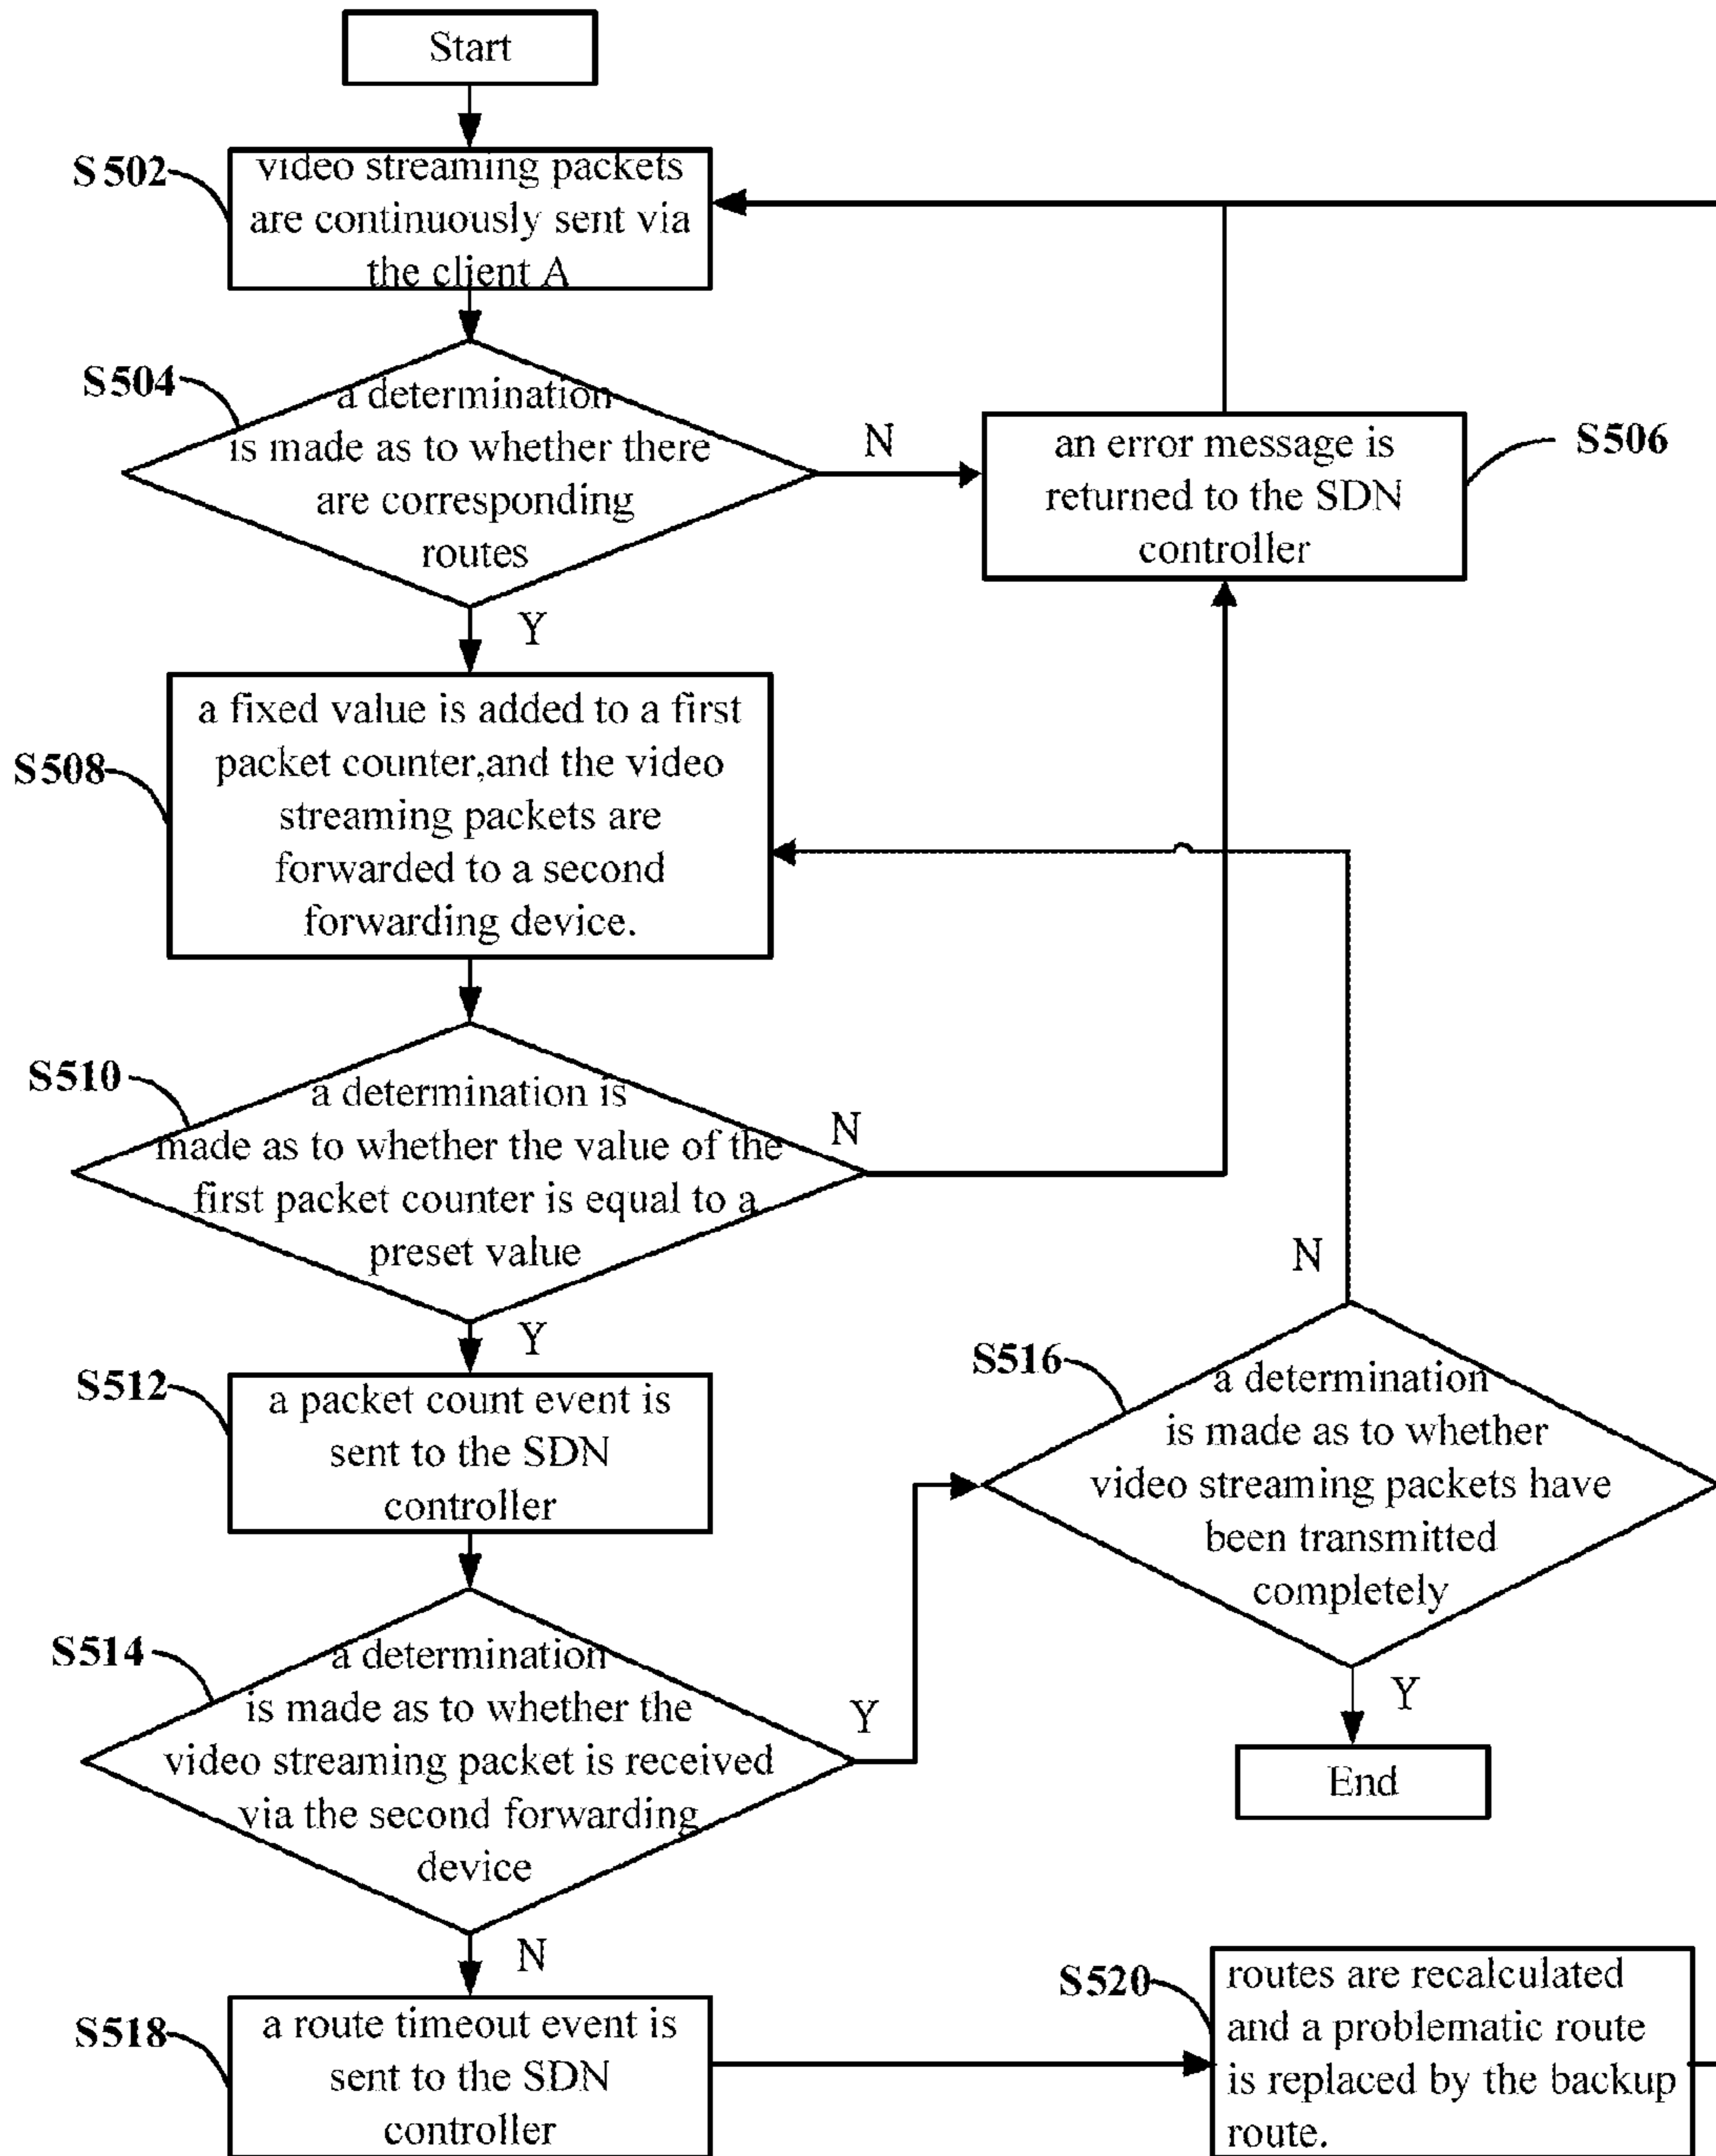 Start
S502
video streaming packets
are continuously sent via
the client A
S504
a determination
is made as to whether there
are corresponding
routes
N
an error message is
returned to the SDN
controller
S506
Y
a fixed value is added to a first
packet counter,and the video
streaming packets are
forwarded to a second
forwarding device.
S508
S510
a determination is
made as to whether the value of the
first packet counter is equal to a
preset value
N
Y
S512
a packet count event is
sent to the SDN
controller
N
S516
a determination
is made as to whether
video streaming packets have
been transmitted
completely
S514
a determination
is made as to whether the
video streaming packet is received
via the second forwarding
device
Y
Y
End
N
S518
a route timeout event is
sent to the SDN
controller
S520
routes are recalculated
and a problematic route
is replaced by the backup
route.